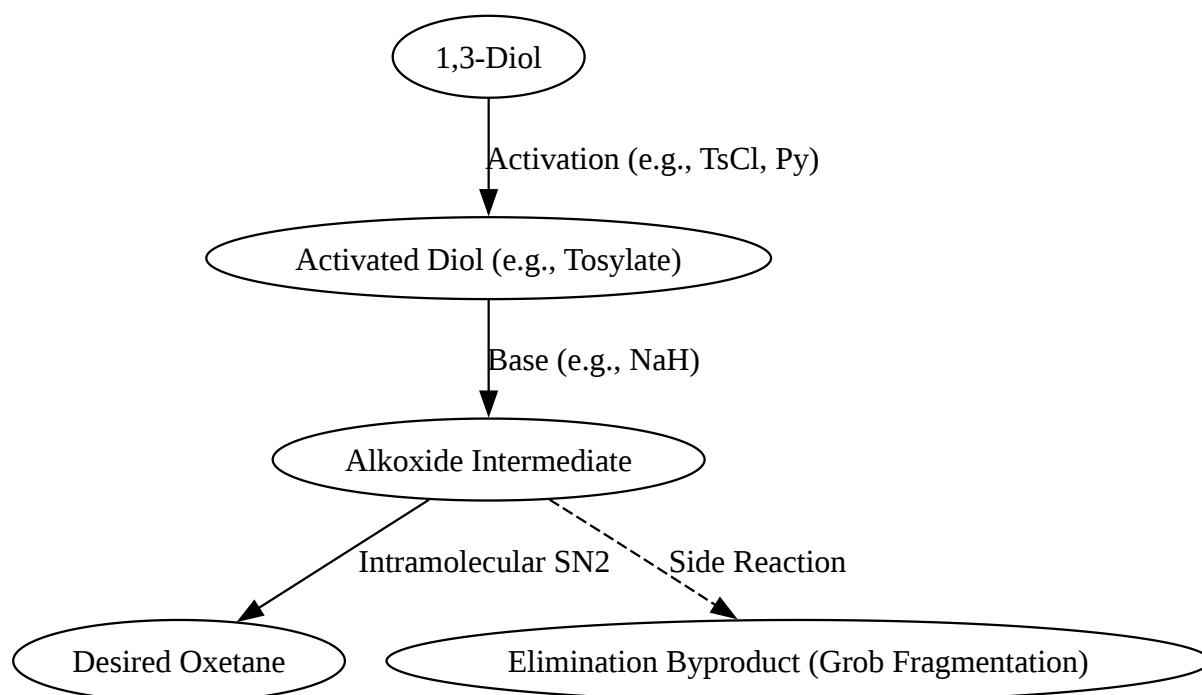 1,3-Diol
Activation (e.g., TsCl, Py)
Activated Diol (e.g., Tosylate)
Base (e.g., NaH)
Alkoxide Intermediate
Intramolecular SN2
Side Reaction
Desired Oxetane
Elimination Byproduct (Grob Fragmentation)